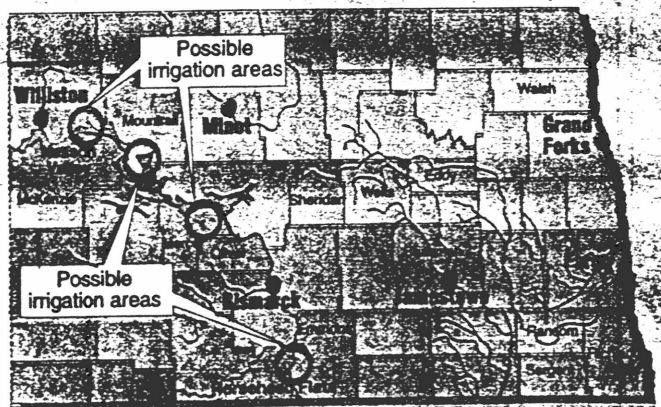 Possible
irrigation areas
Williston
Mountrail
Minot
Walsh
Grand
Forks
McKenzie
Sheridan
Wells
Eddy
Possible
irrigation areas
Bismarck
Jamestown
Emmons
Ransom
Sargent